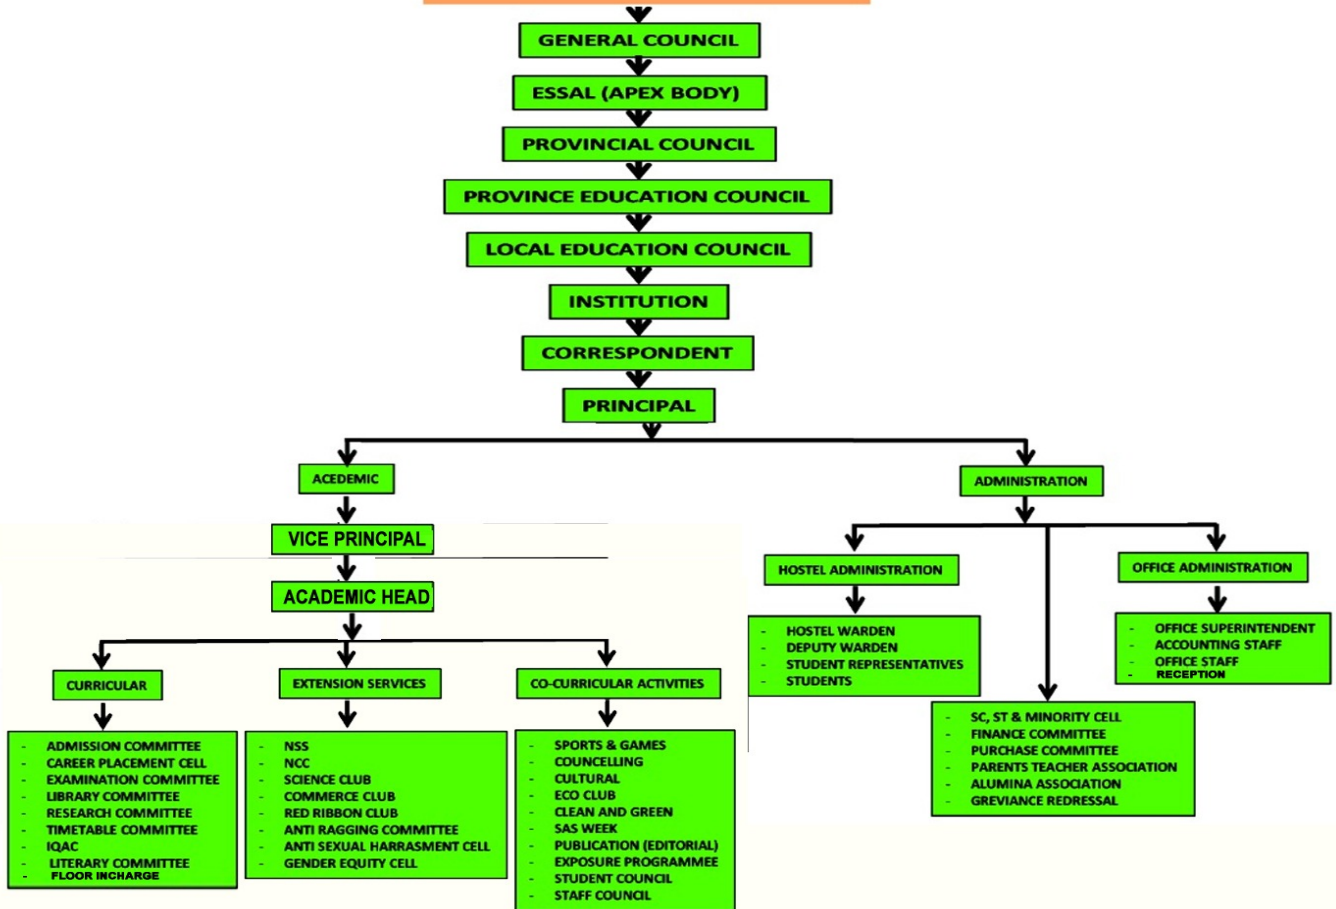 GENERAL COUNCIL
ESSAL (APEX BODY)
PROVINCIAL COUNCIL
PROVINCE EDUCATION COUNCIL
LOCAL EDUCATION COUNCIL
INSTITUTION
CORRESPONDENT
PRINCIPAL
ACEDEMIC
ADMINISTRATION
VICE PRINCIPAL
ACADEMIC HEAD
HOSTEL ADMINISTRATION
OFFICE ADMINISTRATION
- HOSTEL WARDEN
- DEPUTY WARDEN
- STUDENT REPRESENTATIVES
- STUDENTS
- OFFICE SUPERINTENDENT
- ACCOUNTING STAFF
- OFFICE STAFF
- RECEPTION
- SC, ST & MINORITY CELL
- FINANCE COMMITTEE
- PURCHASE COMMITTEE
- PARENTS TEACHER ASSOCIATION
- ALUMINA ASSOCIATION
- GREVIANCE REDRESSAL
CURRICULAR
EXTENSION SERVICES
CO-CURRICULAR ACTIVITIES
- ADMISSION COMMITTEE
- CAREER PLACEMENT CELL
- EXAMINATION COMMITTEE
- LIBRARY COMMITTEE
- RESEARCH COMMITTEE
- TIMETABLE COMMITTEE
- IQAC
- LITERARY COMMITTEE
- FLOOR INCHARGE
- NSS
- NCC
- SCIENCE CLUB
- COMMERCE CLUB
- RED RIBBON CLUB
- ANTI RAGGING COMMITTEE
- ANTI SEXUAL HARRASMENT CELL
- GENDER EQUITY CELL
- SPORTS & GAMES
- COUNCELLING
- CULTURAL
- ECO CLUB
- CLEAN AND GREEN
- SAS WEEK
- PUBLICATION (EDITORIAL)
- EXPOSURE PROGRAMMEE
- STUDENT COUNCIL
- STAFF COUNCIL